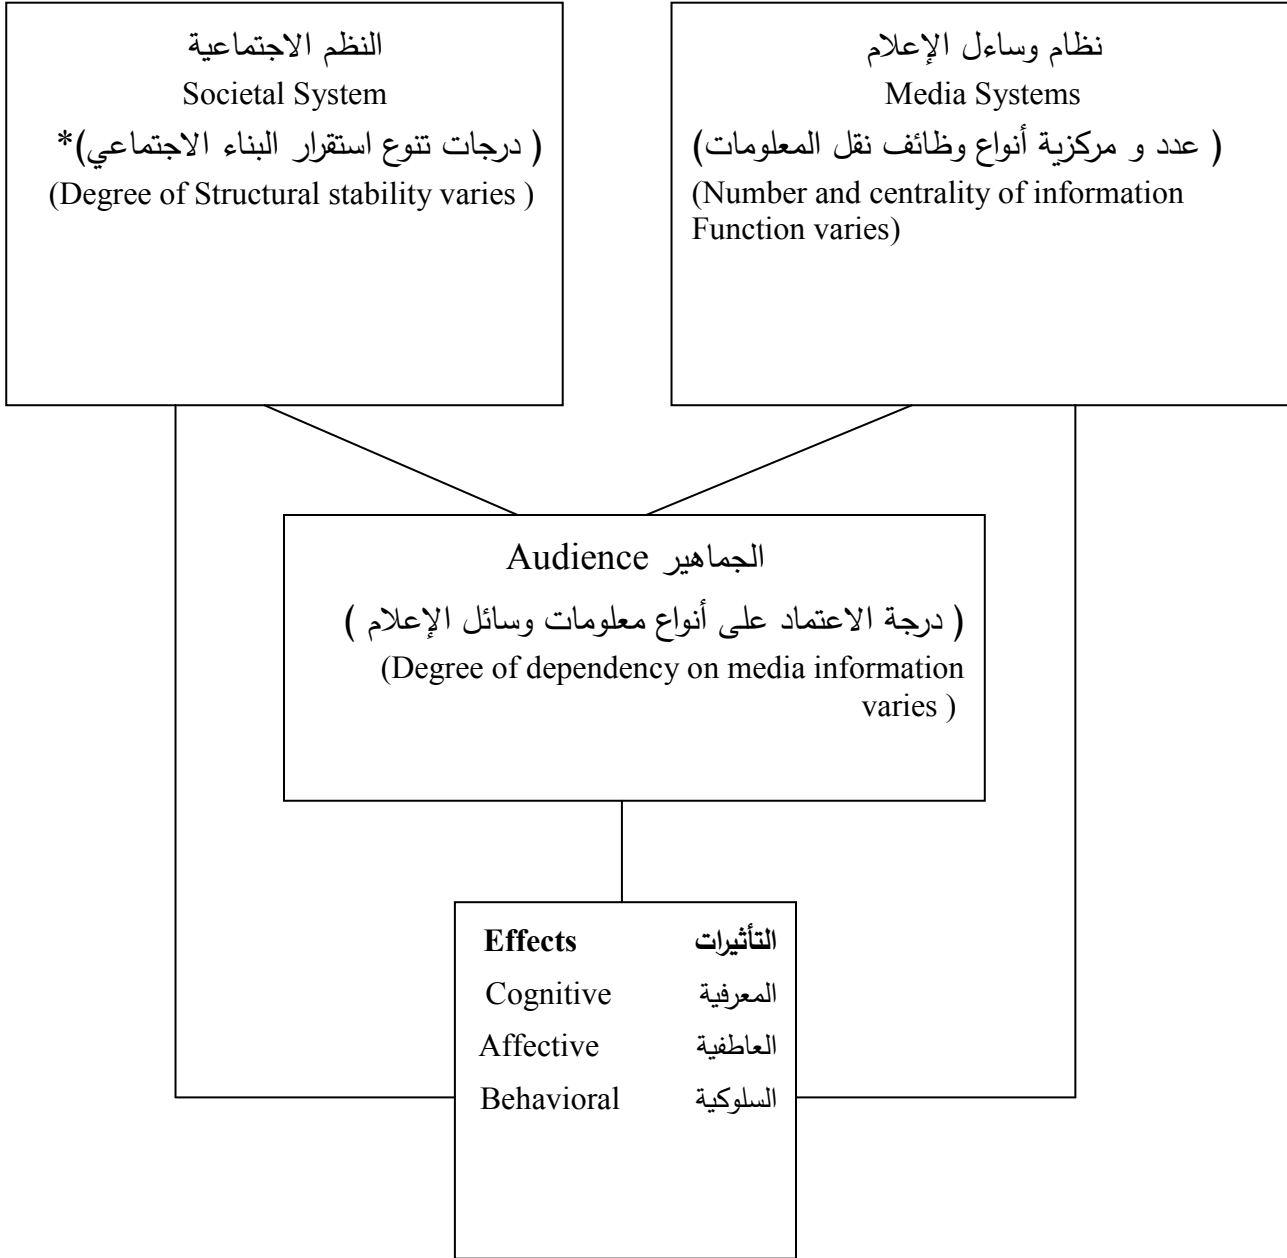 النظم الاجتماعية
Societal System
( درجات تنوع استقرار البناء الاجتماعي)*
(Degree of Structural stability varies )
نظام وساءل الإعلام
Media Systems
( عدد و مركزية أنواع وظائف نقل المعلومات)
(Number and centrality of information
Function varies)
الجماهير Audience
( درجة الاعتماد على أنواع معلومات وسائل الإعلام )
(Degree of dependency on media information
varies )
Effects التأثيرات
Cognitive المعرفية
Affective العاطفية
Behavioral السلوكية